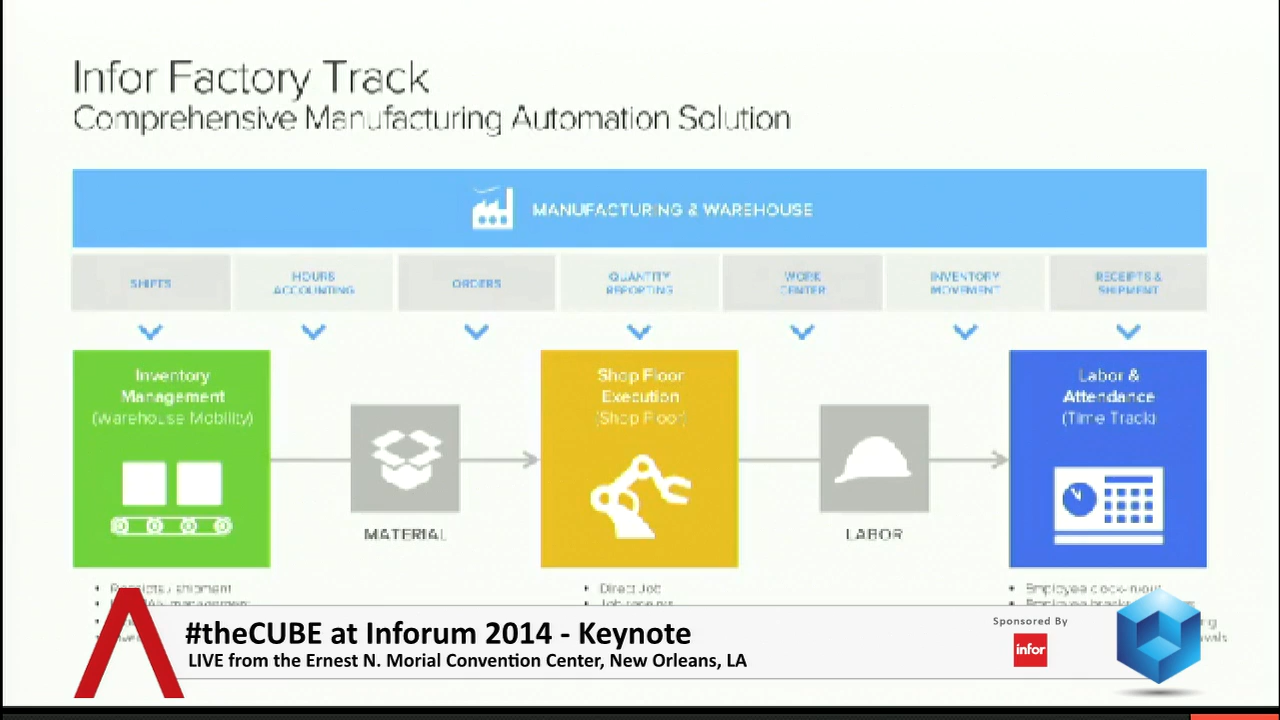 Infor Factory Track
Comprehensive Manufacturing Automation Solution
MANUFACTURING & WAREHOUSE
SHIFTS
HOURS
ACCOUNTING
ORDERS
QUANTITY
REPORTING
WORK
CENTER
INVENTORY
MOVEMENT
RECEIPTS &
SHIPMENT
Inventory
Management
(Warehouse Mobility)
MATERIAL
Shop Floor
Execution
(Shop Floor)
LABOR
Labor &
Attendance
(Time Track)
• Receipts / shipment
• Direct Job
• Employee clock-in/out
#theCUBE at Inforum 2014 - Keynote
LIVE from the Ernest N. Morial Convention Center, New Orleans, LA
Sponsored By
infor